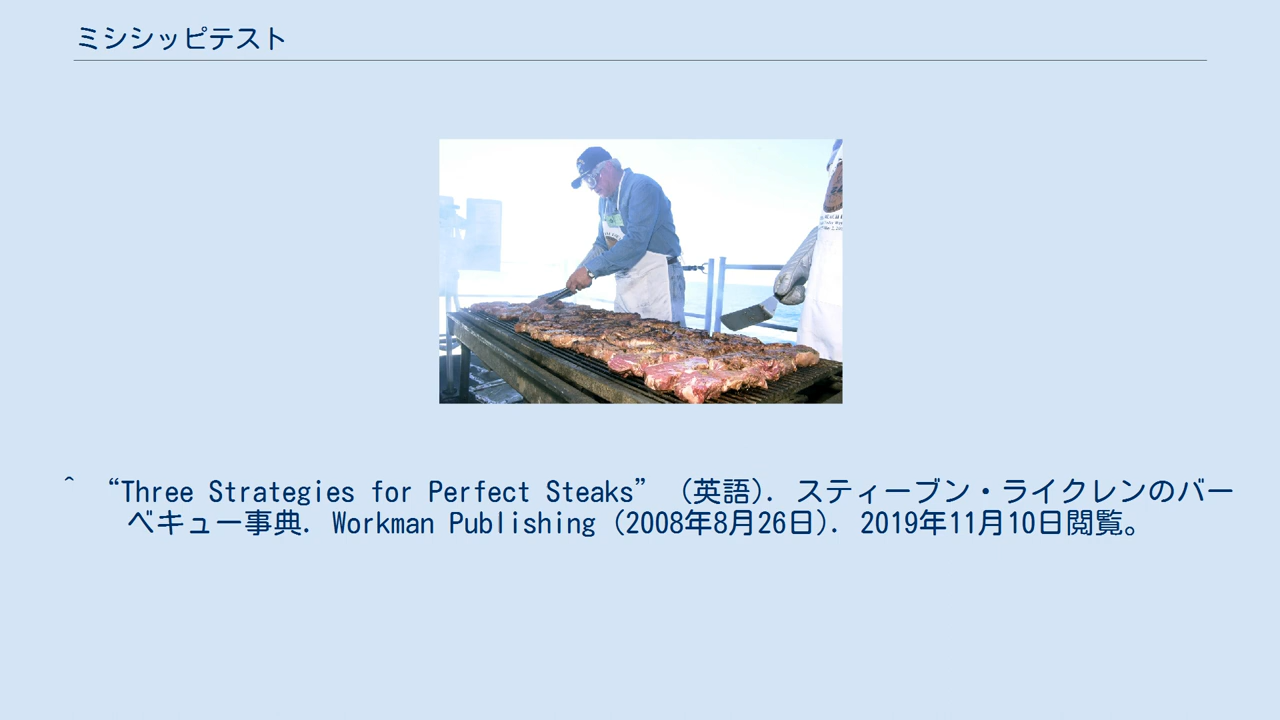 ミシシッピテスト
^ “Three Strategies for Perfect Steaks” (英語). スティーブン・ライクレンのバー
ベキュー事典. Workman Publishing (2008年8月26日). 2019年11月10日閲覧。